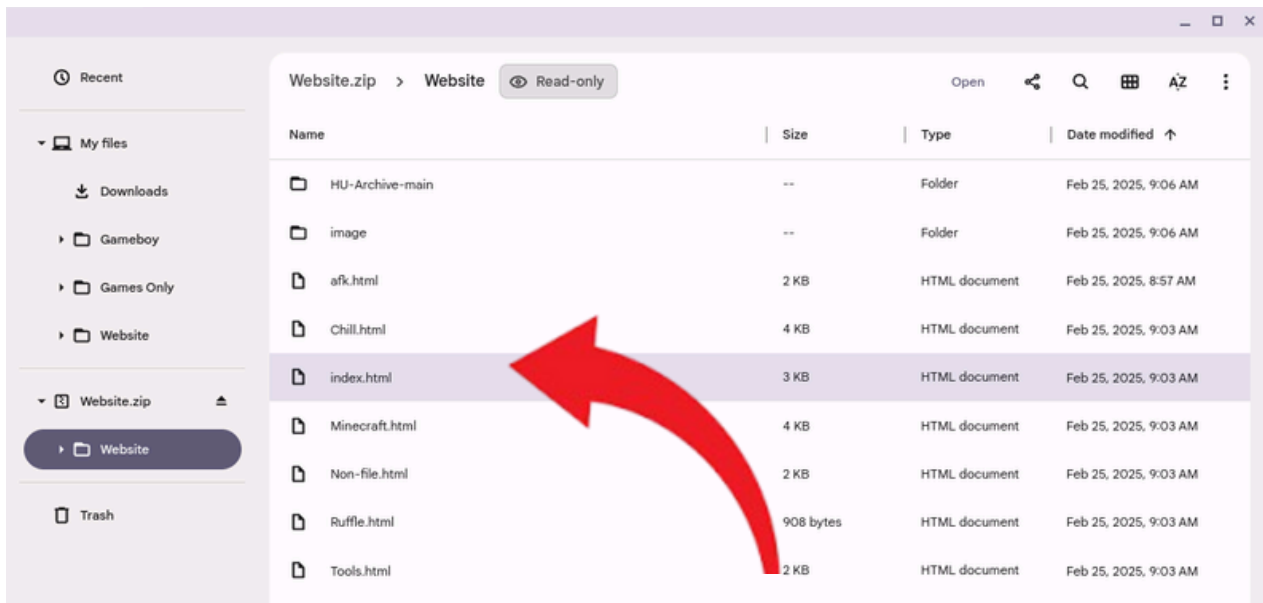 Recent
My files
Downloads
Gameboy
Games Only
Website
Website.zip
Website
Trash
Website.zip > Website Read-only Open AZ
Name Size Type Date modified
HU-Archive-main -- Folder Feb 25, 2025, 9:06 AM
image -- Folder Feb 25, 2025, 9:06 AM
afk.html 2 KB HTML document Feb 25, 2025, 8:57 AM
Chill.html 4 KB HTML document Feb 25, 2025, 9:03 AM
index.html 3 KB HTML document Feb 25, 2025, 9:03 AM
Minecraft.html 4 KB HTML document Feb 25, 2025, 9:03 AM
Non-file.html 2 KB HTML document Feb 25, 2025, 9:03 AM
Ruffle.html 908 bytes HTML document Feb 25, 2025, 9:03 AM
Tools.html 2 KB HTML document Feb 25, 2025, 9:03 AM